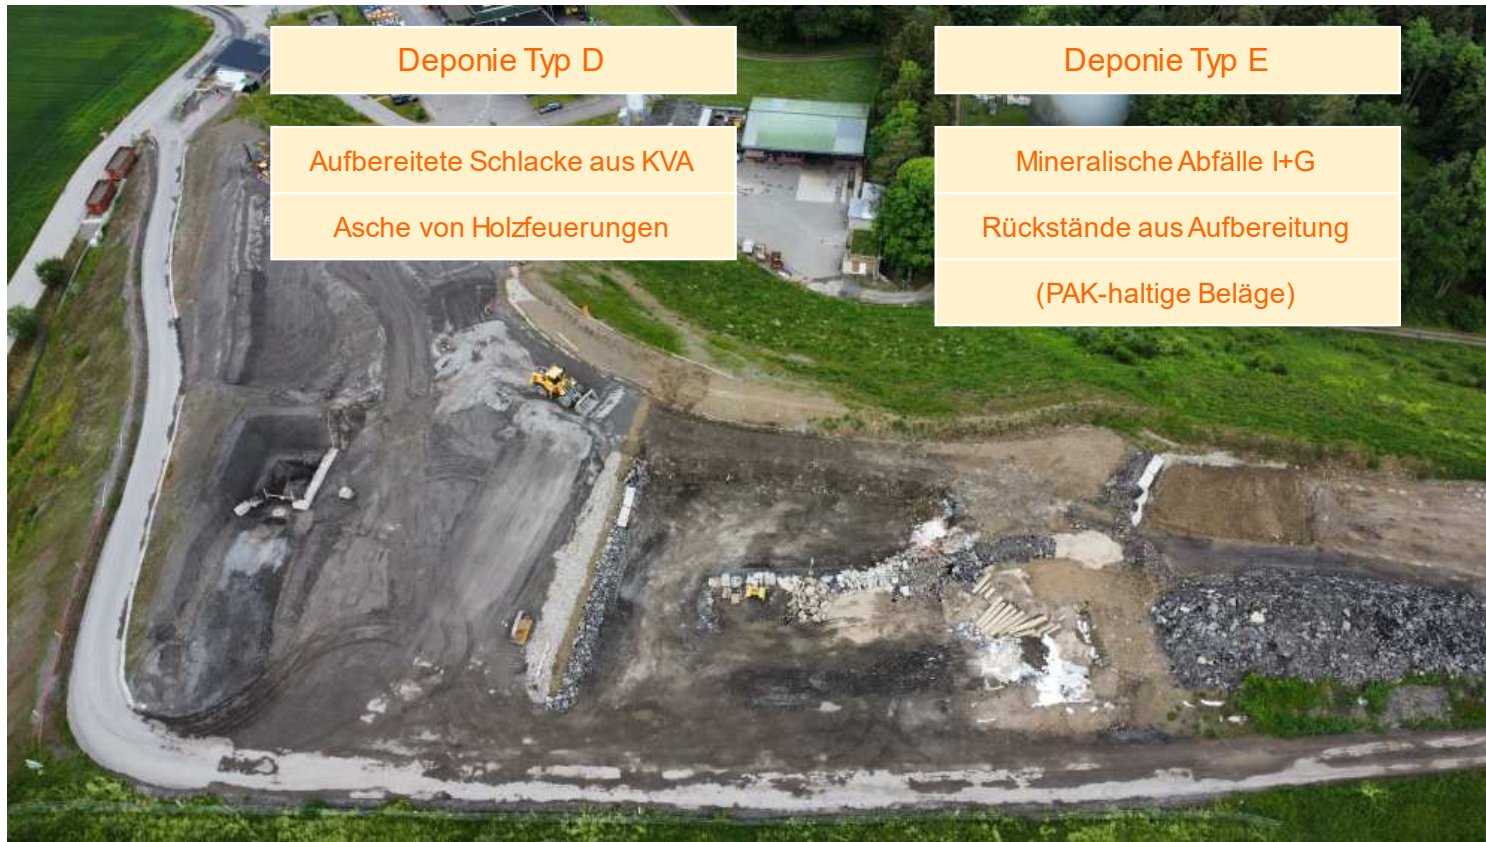 Deponie Typ D
Aufbereitete Schlacke aus KVA
Asche von Holzfeuerungen
Deponie Typ E
Mineralische Abfälle I+G
Rückstände aus Aufbereitung
(PAK-haltige Beläge)